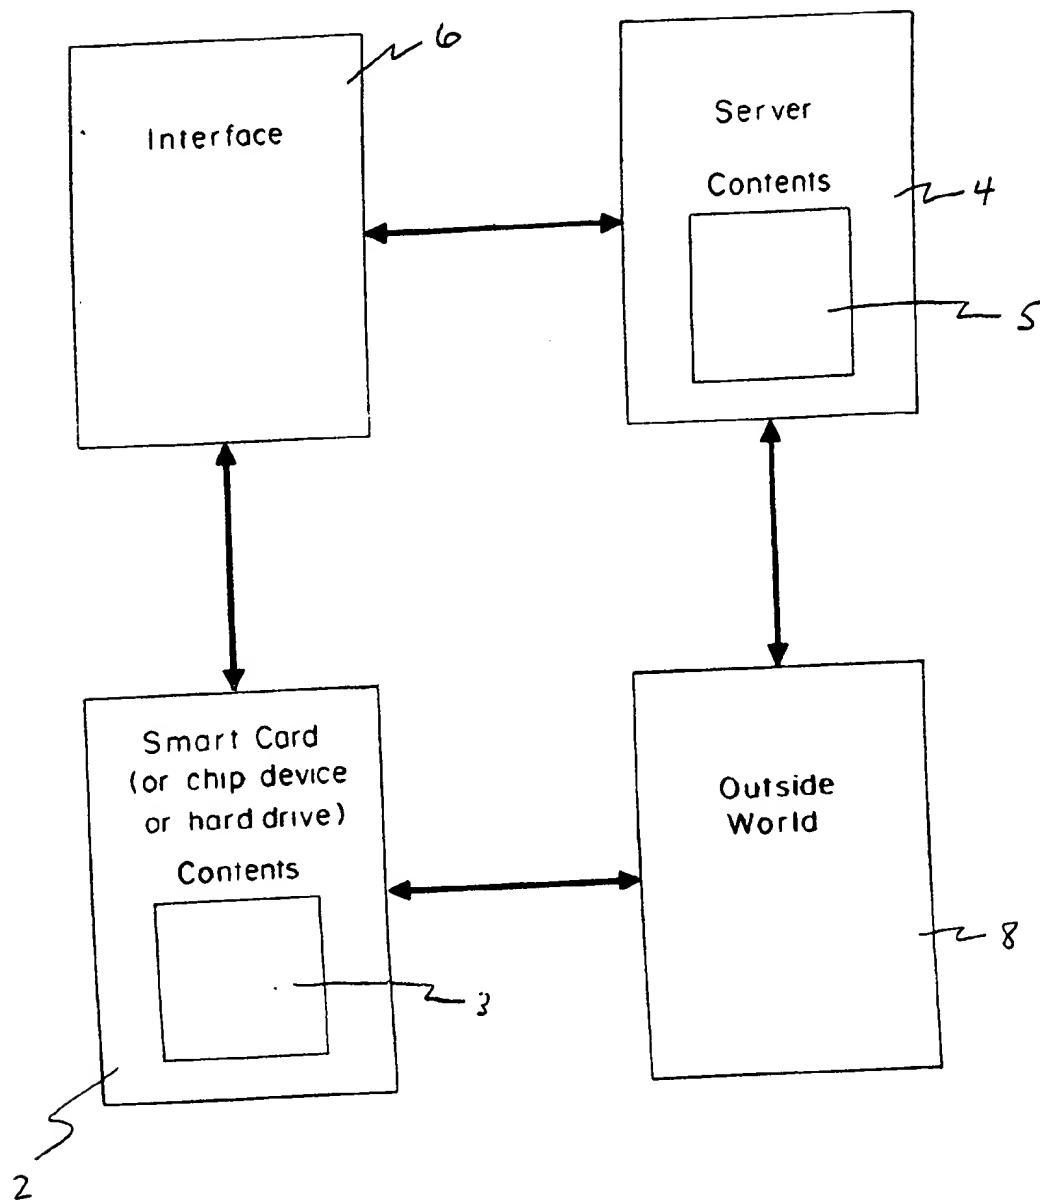 6
Interface
Server
Contents
4
5
Smart Card
(or chip device
or hard drive)
Contents
3
2
Outside
World
8